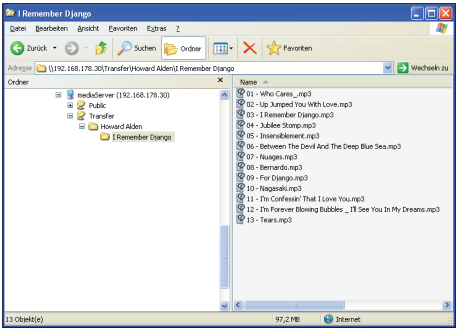 I Remember Django
Datei Bearbeiten Ansicht Favoriten Extras ?
Zurück Suchen Ordner Favoriten
Adresse \\192.168.178.30\Transfer\Howard Alden\I Remember Django Wechseln zu
Ordner
mediaServer (192.168.178.30)
Public
Transfer
Howard Alden
I Remember Django
Name
01 - Who Cares_.mp3
02 - Up Jumped You With Love.mp3
03 - I Remember Django.mp3
04 - Jubilee Stomp.mp3
05 - Insensiblement.mp3
06 - Between The Devil And The Deep Blue Sea.mp3
07 - Nuages.mp3
08 - Bernardo.mp3
09 - For Django.mp3
10 - Nagasaki.mp3
11 - I'm Confessin' That I Love You.mp3
12 - I'm Forever Blowing Bubbles _ I'll See You In My Dreams.mp3
13 - Tears.mp3
13 Objekt(e) 97,2 MB Internet